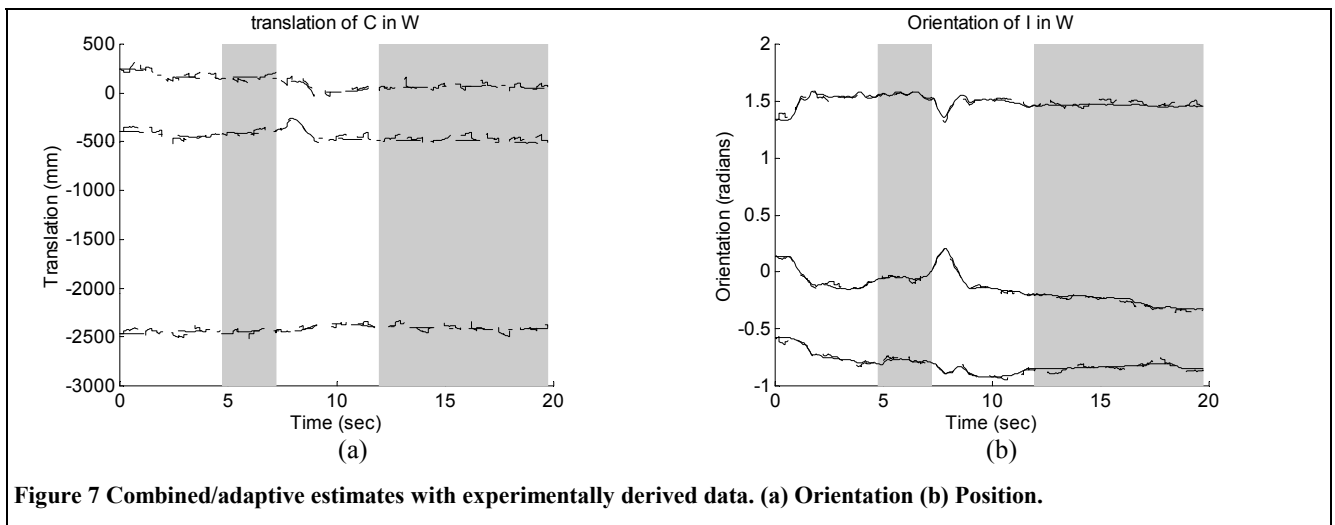 translation of C in W
500
0
-500
-1000
-1500
-2000
-2500
-3000
Translation (mm)
0 5 10 15 20
Time (sec)
(a)
Orientation of I in W
2
1.5
1
0.5
0
-0.5
-1
Orientation (radians)
0 5 10 15 20
Time (sec)
(b)
Figure 7 Combined/adaptive estimates with experimentally derived data. (a) Orientation (b) Position.